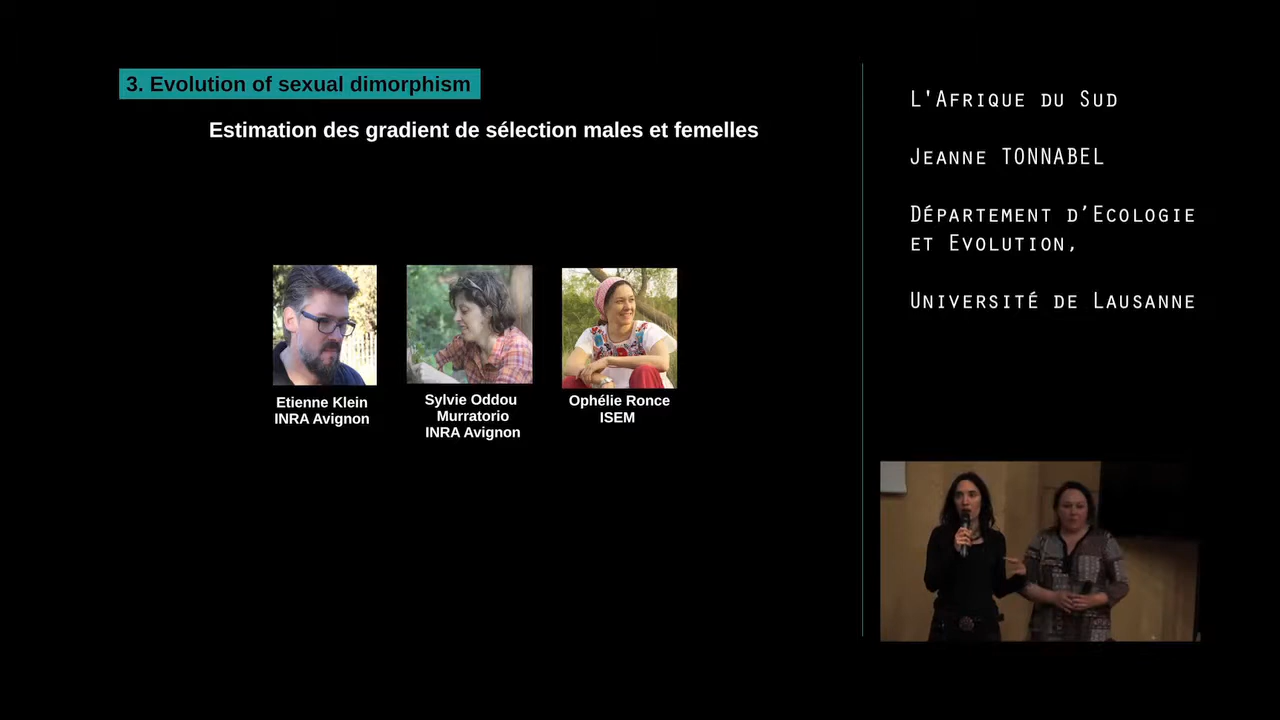 3. Evolution of sexual dimorphism
Estimation des gradient de sélection males et femelles
Etienne Klein
INRA Avignon
Sylvie Oddou
Murratorio
INRA Avignon
Ophélie Ronce
ISEM
L'Afrique du Sud
Jeanne TONNABEL
Département d’Ecologie
et Evolution,
Université de Lausanne